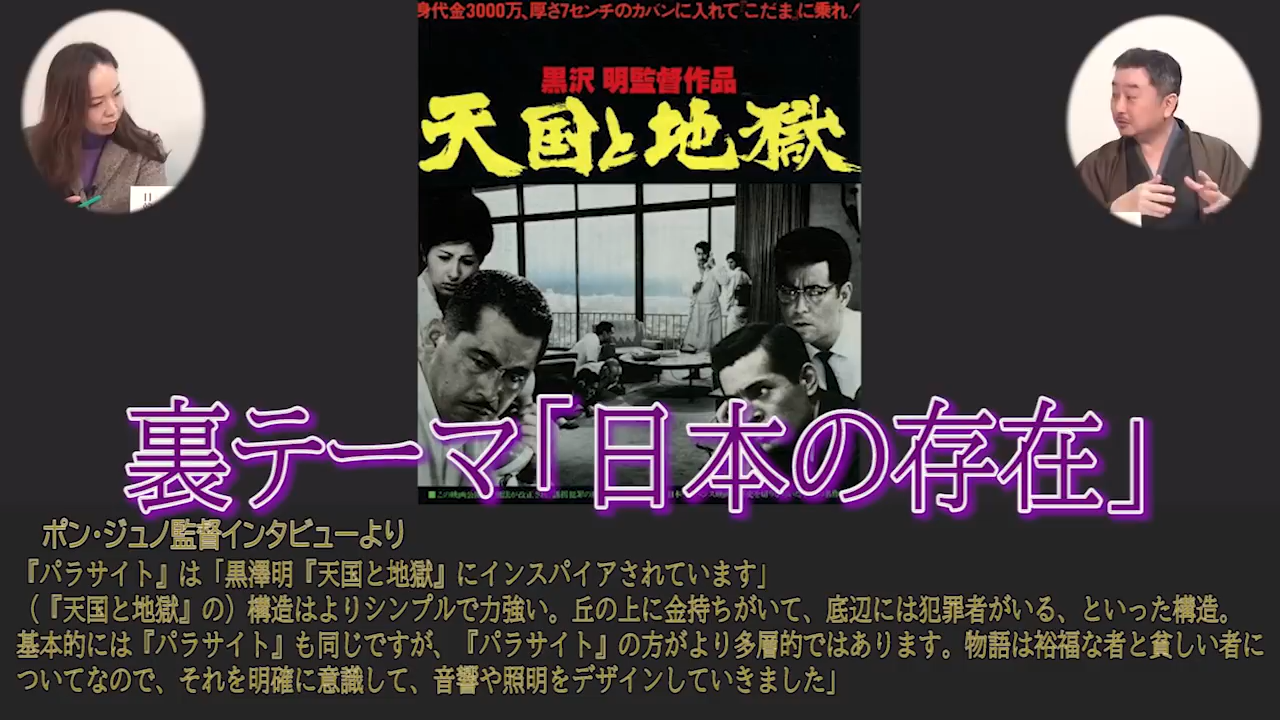 身代金3000万、厚さ7センチのカバンに入れて『こだま』に乗れ!
黒沢 明監督作品
天国と地獄
裏テーマ「日本の存在」
ポン・ジュノ監督インタビューより
『パラサイト』は「黒澤明『天国と地獄』にインスパイアされています」
（『天国と地獄』の）構造はよりシンプルで力強い。丘の上に金持ちがいて、底辺には犯罪者がいる、といった構造。
基本的には『パラサイト』も同じですが、『パラサイト』の方がより多層的ではあります。物語は裕福な者と貧しい者に
ついてなので、それを明確に意識して、音響や照明をデザインしていきました」